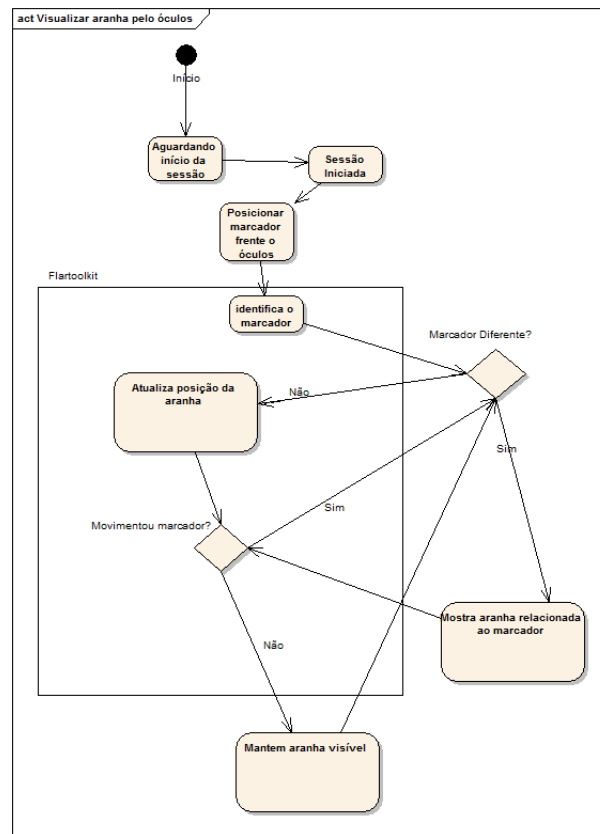 act Visualizar aranha pelo óculos
Início
Aguardando
início da
sessão
Sessão
Iniciada
Posicionar
marcador
frente o
óculos
Flartoolkit
identifica o
marcador
Marcador Diferente?
Atualiza posição da
aranha
Não
Sim
Sim
Movimentou marcador?
Mostra aranha relacionada
ao marcador
Não
Mantem aranha visível